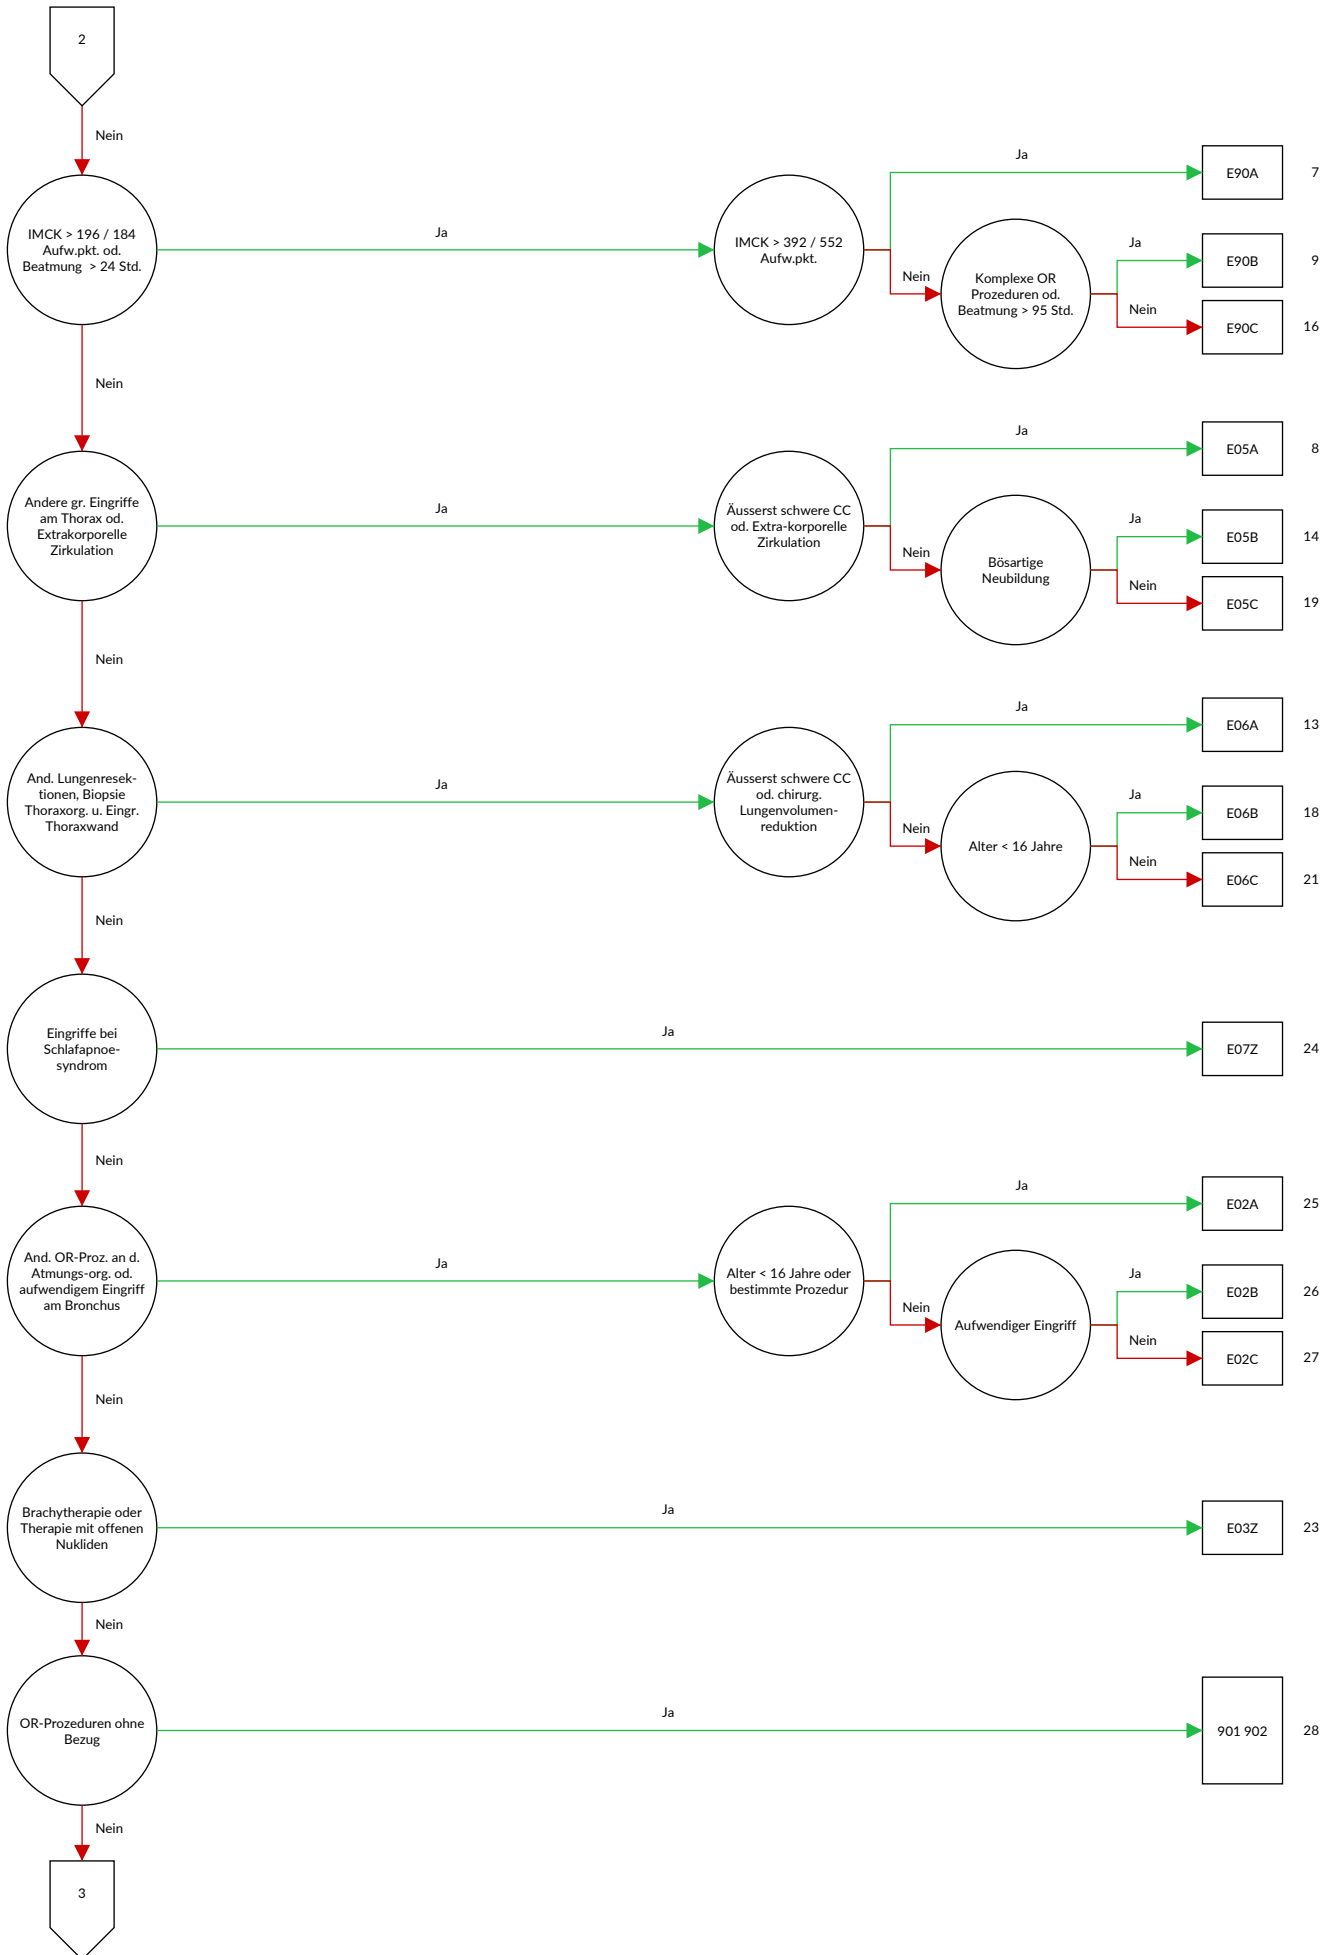 2
Nein
IMCK > 196 / 184
Aufw.pkt. od.
Beatmung > 24 Std.
Ja
IMCK > 392 / 552
Aufw.pkt.
Ja
E90A
7
Nein
Komplexe OR
Prozeduren od.
Beatmung > 95 Std.
Ja
E90B
9
Nein
E90C
16
Nein
Andere gr. Eingriffe
am Thorax od.
Extrakorporelle
Zirkulation
Ja
Äusserst schwere CC
od. Extra-korporelle
Zirkulation
Ja
E05A
8
Nein
Bösartige
Neubildung
Ja
E05B
14
Nein
E05C
19
Nein
And. Lungenresek-
tionen, Biopsie
Thoraxorg. u. Eingr.
Thoraxwand
Ja
Äusserst schwere CC
od. chirurg.
Lungenvolumen-
reduktion
Ja
E06A
13
Nein
Alter < 16 Jahre
Ja
E06B
18
Nein
E06C
21
Nein
Eingriffe bei
Schlafapnoe-
syndrom
Ja
E07Z
24
Nein
And. OR-Proz. an d.
Atmungs-org. od.
aufwendigem Eingriff
am Bronchus
Ja
Alter < 16 Jahre oder
bestimmte Prozedur
Ja
E02A
25
Nein
Aufwendiger Eingriff
Ja
E02B
26
Nein
E02C
27
Nein
Brachytherapie oder
Therapie mit offenen
Nukliden
Ja
E03Z
23
Nein
OR-Prozeduren ohne
Bezug
Ja
901 902
28
Nein
3